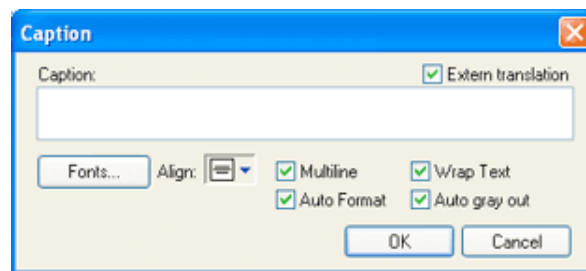 Caption
Caption: Extern translation
Fonts... Align: Multiline Wrap Text
Auto Format Auto gray out
OK Cancel